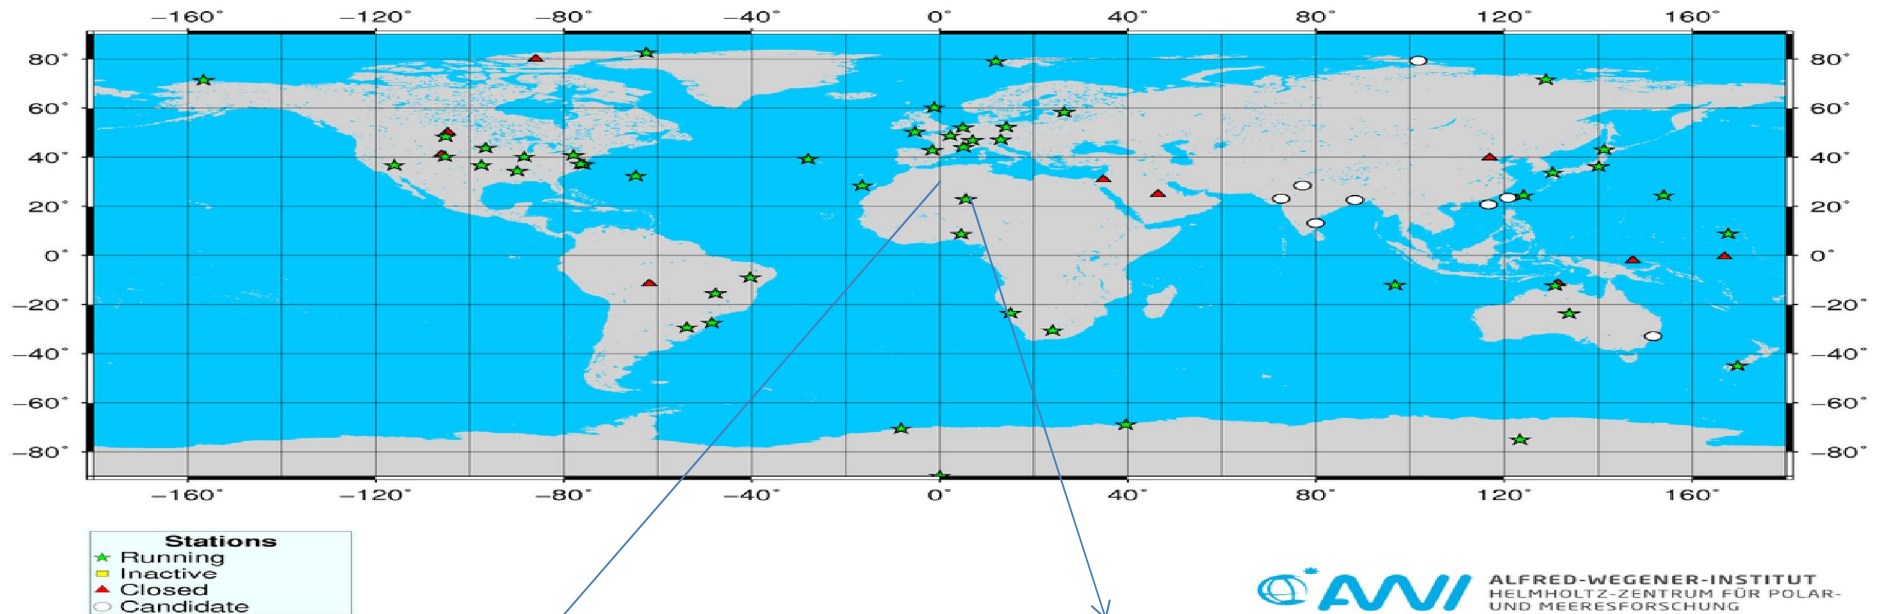 −160° −120° −80° −40° 0° 40° 80° 120° 160°
80° 80°
60° 60°
40° 40°
20° 20°
0° 0°
−20° −20°
−40° −40°
−60° −60°
−80° −80°
−160° −120° −80° −40° 0° 40° 80° 120° 160°
Stations
Running
Inactive
Closed
Candidate
AWI
ALFRED-WEGENER-INSTITUT
HELMHOLTZ-ZENTRUM FÜR POLAR-
UND MEERESFORSCHUNG